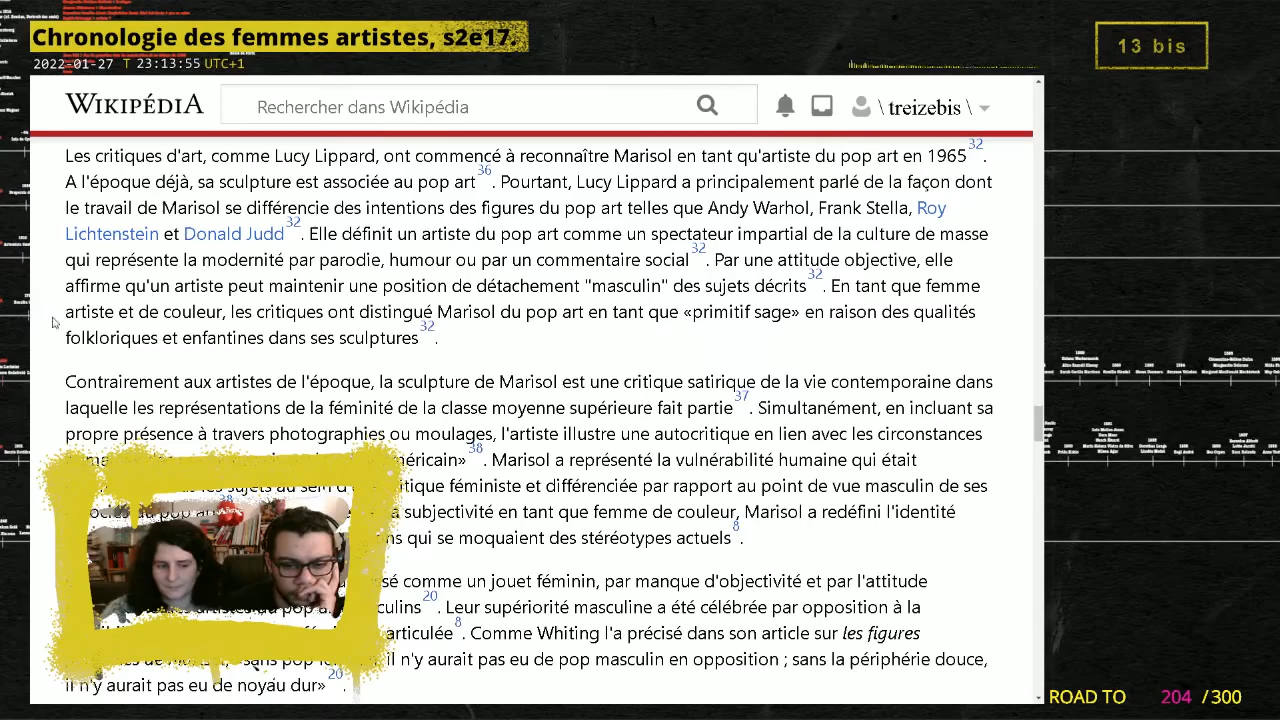 Chronologie des femmes artistes, s2e17.
2022-01-27 T 23:13:55 UTC+1
13 bis
WIKIPÉDIA
Rechercher dans Wikipédia
\ treizebis \
Les critiques d'art, comme Lucy Lippard, ont commencé à reconnaître Marisol en tant qu'artiste du pop art en 1965 32.
A l'époque déjà, sa sculpture est associée au pop art 36. Pourtant, Lucy Lippard a principalement parlé de la façon dont
le travail de Marisol se différencie des intentions des figures du pop art telles que Andy Warhol, Frank Stella, Roy
Lichtenstein et Donald Judd 32. Elle définit un artiste du pop art comme un spectateur impartial de la culture de masse
qui représente la modernité par parodie, humour ou par un commentaire social 32. Par une attitude objective, elle
affirme qu'un artiste peut maintenir une position de détachement "masculin" des sujets décrits 32. En tant que femme
artiste et de couleur, les critiques ont distingué Marisol du pop art en tant que «primitif sage» en raison des qualités
folkloriques et enfantines dans ses sculptures 32.
Contrairement aux artistes de l'époque, la sculpture de Marisol est une critique satirique de la vie contemporaine dans
laquelle les représentations de la féminité de la classe moyenne supérieure fait partie 37. Simultanément, en incluant sa
propre présence à travers photographies et moulages, l'artiste illustre une autocritique en lien avec les circonstances
méricain» 38. Marisol a représenté la vulnérabilité humaine qui était
sujets au sein d tique féministe et différenciée par rapport au point de vue masculin de ses
38 a subjectivité en tant que femme de couleur, Marisol a redéfini l'identité
ns qui se moquaient des stéréotypes actuels 8.
sé comme un jouet féminin, par manque d'objectivité et par l'attitude
culins 20. Leur supériorité masculine a été célébrée par opposition à la
articulée 8. Comme Whiting l'a précisé dans son article sur les figures
il n'y aurait pas eu de pop masculin en opposition ; sans la périphérie douce,
il n'y aurait pas eu de noyau dur» 20.
ROAD TO 204 / 300